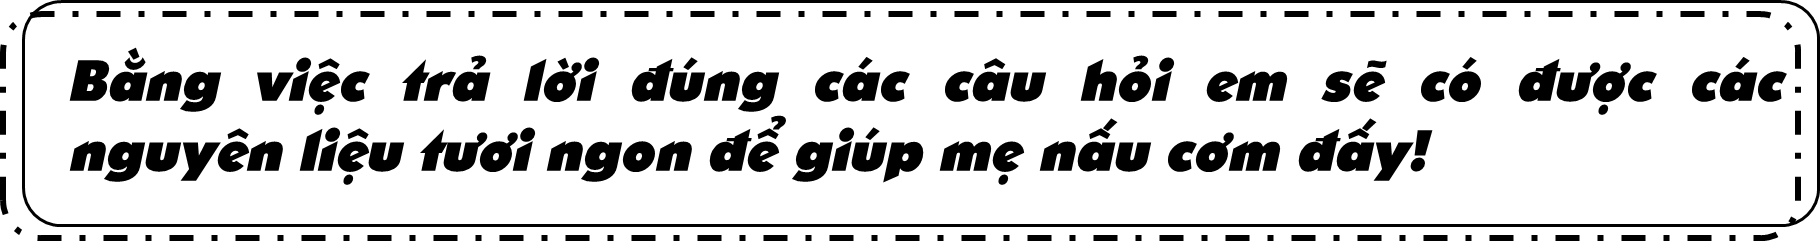 Bằng việc trả lời đúng các câu hỏi em sẽ có được các
nguyên liệu tươi ngon để giúp mẹ nấu cơm đấy!